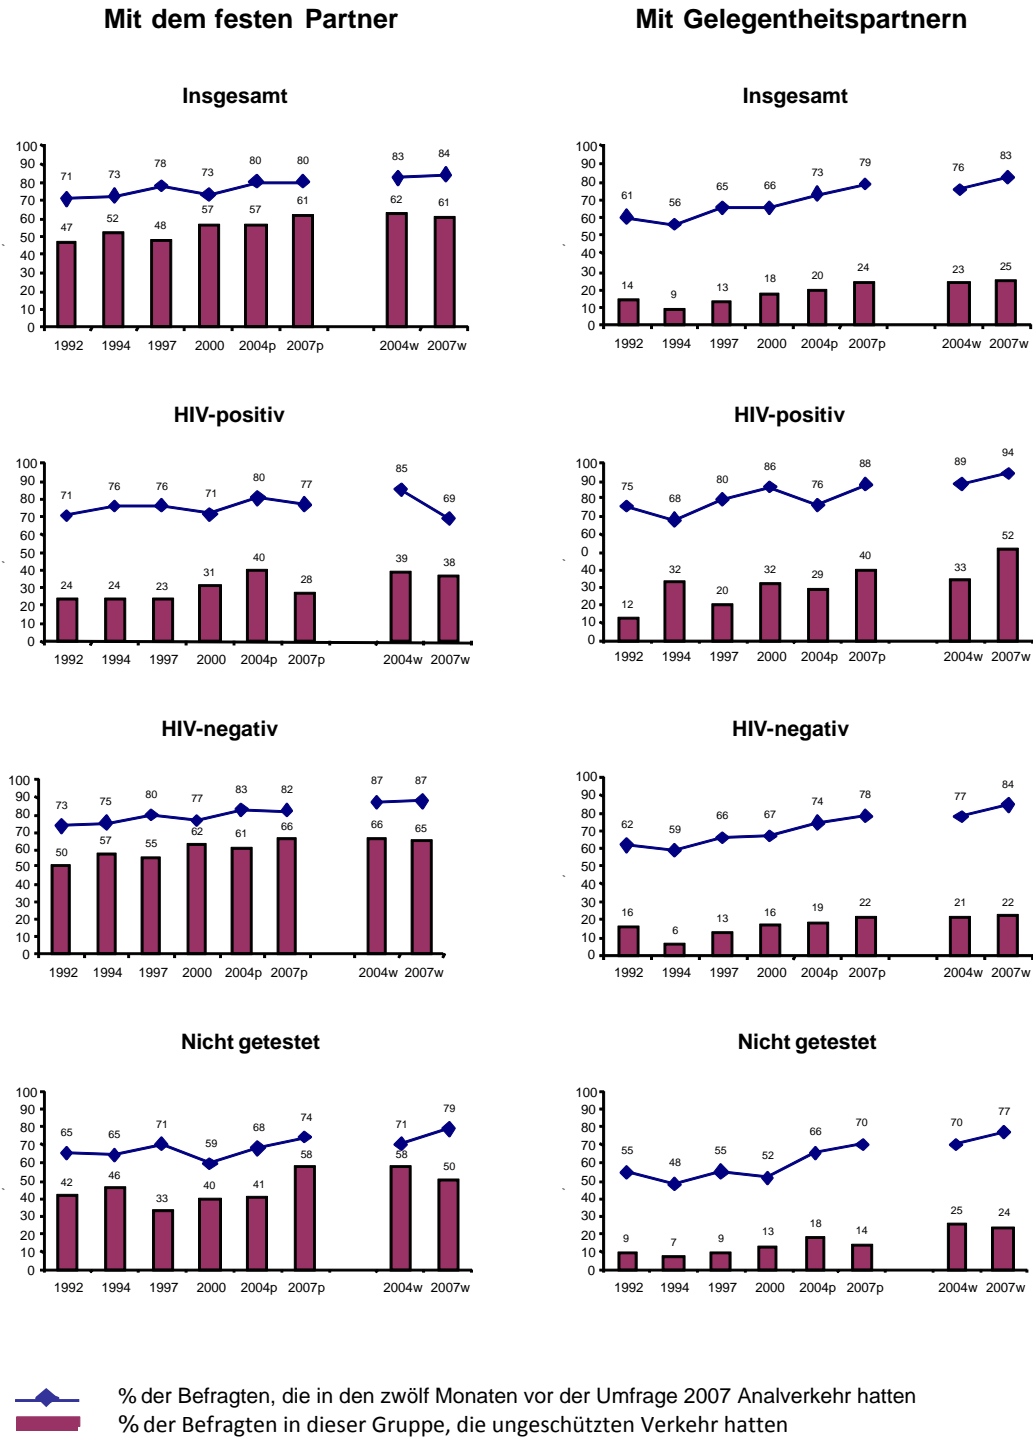 Mit dem festen Partner
Mit Gelegentheitspartnern
Insgesamt
100
90
80
70
60
50
40
30
20
10
0
71 73 78 73 80 80 83 84
47 52 48 57 57 61 62 61
1992 1994 1997 2000 2004p 2007p 2004w 2007w
Insgesamt
100
90
80
70
60
50
40
30
20
10
0
61 56 65 66 73 79 76 83
14 9 13 18 20 24 23 25
1992 1994 1997 2000 2004p 2007p 2004w 2007w
HIV-positiv
100
90
80
70
60
50
40
30
20
10
0
71 76 76 71 80 77 85 69
24 24 23 31 40 28 39 38
1992 1994 1997 2000 2004p 2007p 2004w 2007w
HIV-positiv
100
90
80
70
60
0
40
30
20
10
0
75 68 80 86 76 88 89 94
12 32 20 32 29 40 33 52
1992 1994 1997 2000 2004p 2007p 2004w 2007w
HIV-negativ
100
90
80
70
60
50
40
30
20
10
0
73 75 80 77 83 82 87 87
50 57 55 62 61 66 66 65
1992 1994 1997 2000 2004p 2007p 2004w 2007w
HIV-negativ
100
90
80
70
60
50
40
30
20
10
0
62 59 66 67 74 78 77 84
16 6 13 16 19 22 21 22
1992 1994 1997 2000 2004p 2007p 2004w 2007w
Nicht getestet
100
90
80
70
60
50
40
30
20
10
0
65 65 71 59 68 74 71 79
42 46 33 40 41 58 58 50
1992 1994 1997 2000 2004p 2007p 2004w 2007w
Nicht getestet
100
90
80
70
60
50
40
30
20
10
0
55 48 55 52 66 70 70 77
9 7 9 13 18 14 25 24
1992 1994 1997 2000 2004p 2007p 2004w 2007w
% der Befragten, die in den zwölf Monaten vor der Umfrage 2007 Analverkehr hatten
% der Befragten in dieser Gruppe, die ungeschützten Verkehr hatten